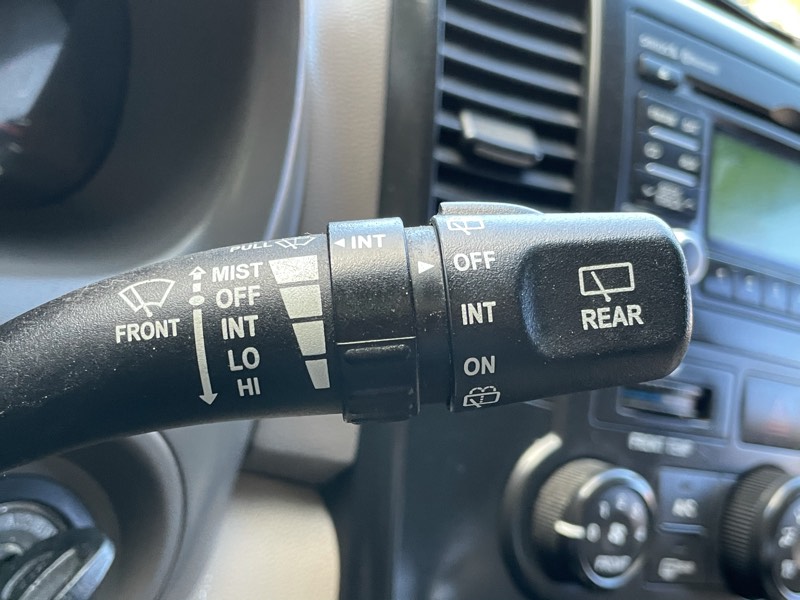 PULL
MIST
OFF
INT
LO
HI
FRONT
INT
OFF
INT
ON
REAR
A/C